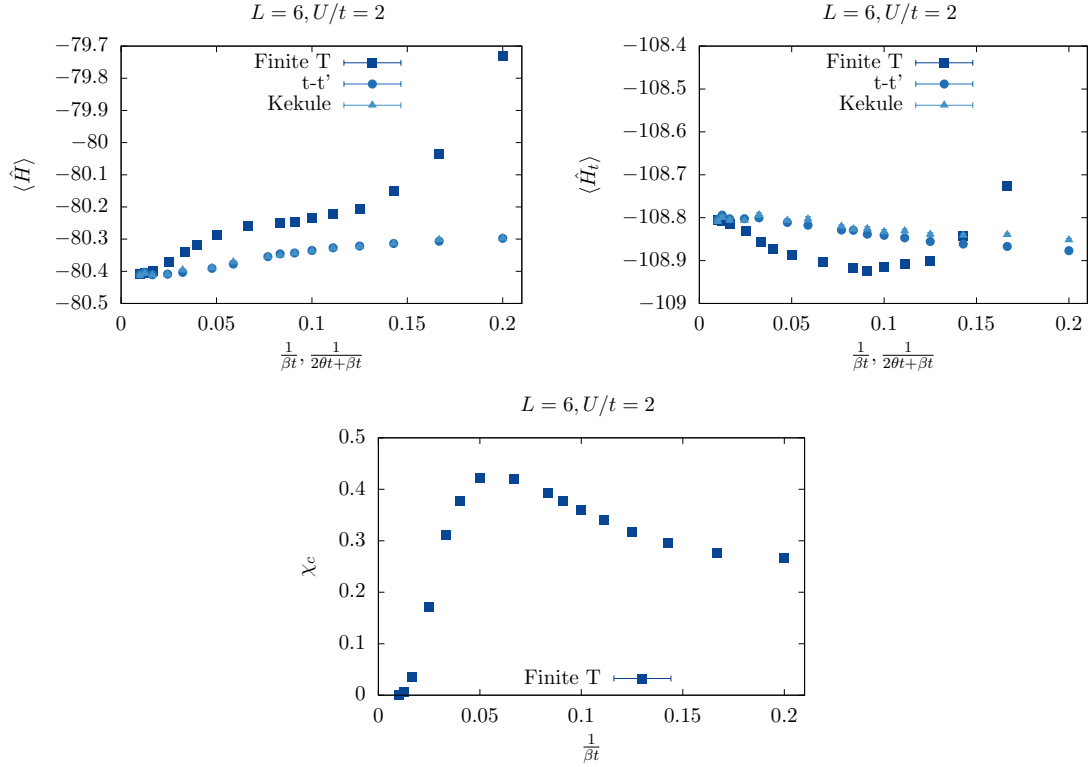 L = 6, U/t = 2
⟨Ĥ⟩
−79.7
−79.8
−79.9
−80
−80.1
−80.2
−80.3
−80.4
−80.5
Finite T
t-t'
Kekule
0 0.05 0.1 0.15 0.2
1/βt, 1/(2θt+βt)
L = 6, U/t = 2
⟨Ĥₜ⟩
−108.4
−108.5
−108.6
−108.7
−108.8
−108.9
−109
Finite T
t-t'
Kekule
0 0.05 0.1 0.15 0.2
1/βt, 1/(2θt+βt)
L = 6, U/t = 2
χc
0.5
0.4
0.3
0.2
0.1
0
Finite T
0 0.05 0.1 0.15 0.2
1/βt